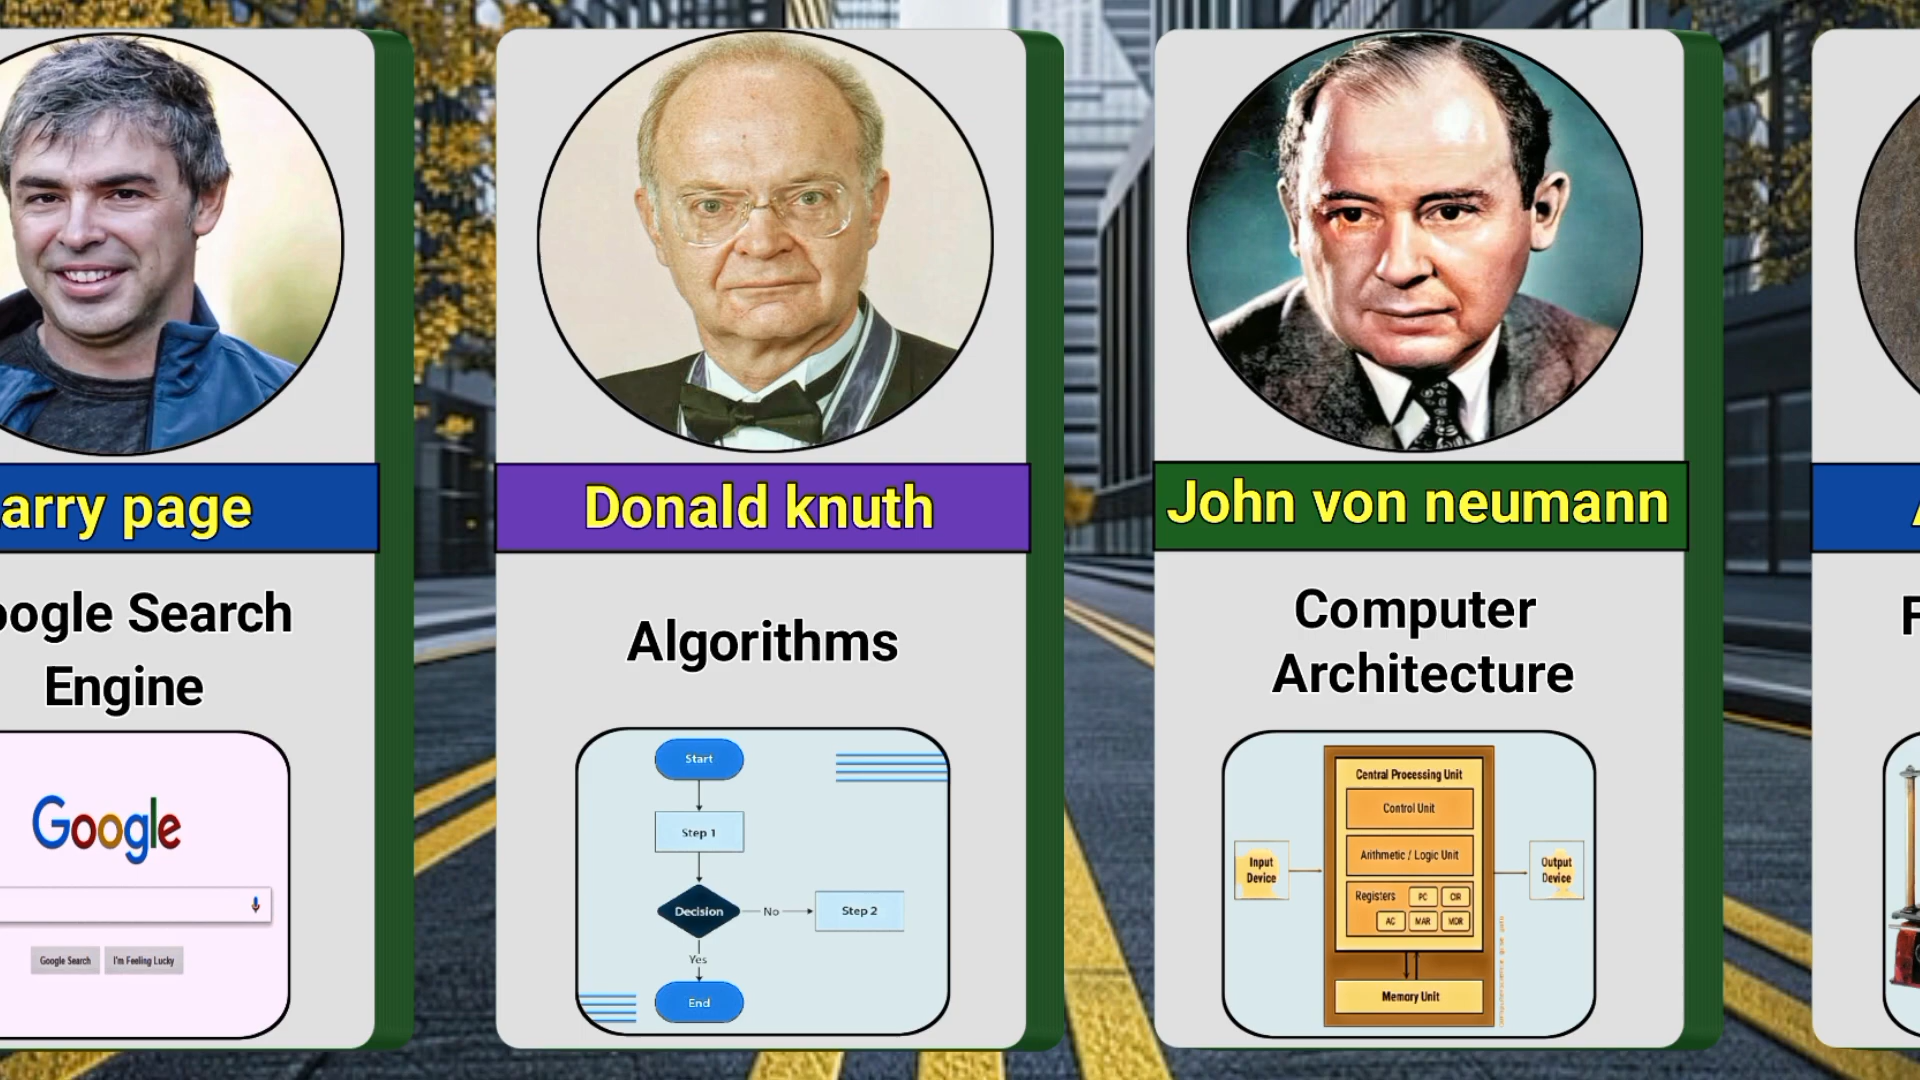 arry page
oogle Search
Engine
Google
Google Search
I'm Feeling Lucky
Donald knuth
Algorithms
Start
Step 1
Decision
No
Step 2
Yes
End
John von neumann
Computer
Architecture
Central Processing Unit
Control Unit
Arithmetic / Logic Unit
Registers
PC
CIR
AC
MAR
MDR
Input
Device
Output
Device
Memory Unit
A
F